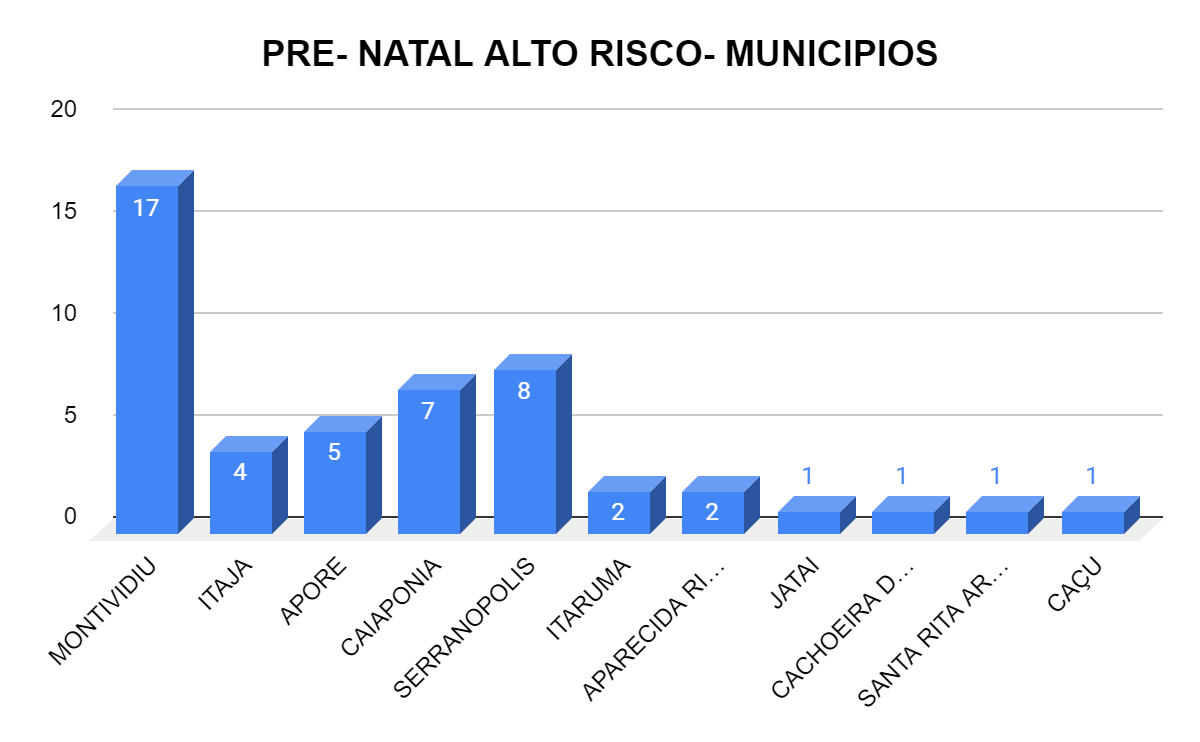 PRE- NATAL ALTO RISCO- MUNICIPIOS
20
15
10
5
0
17
4
5
7
8
2
2
1
1
1
1
MONTIVIDIU
ITAJA
APORE
CAIAPONIA
SERRANOPOLIS
ITARUMA
APARECIDA RI...
JATAI
CACHOEIRA D...
SANTA RITA AR...
CAÇU